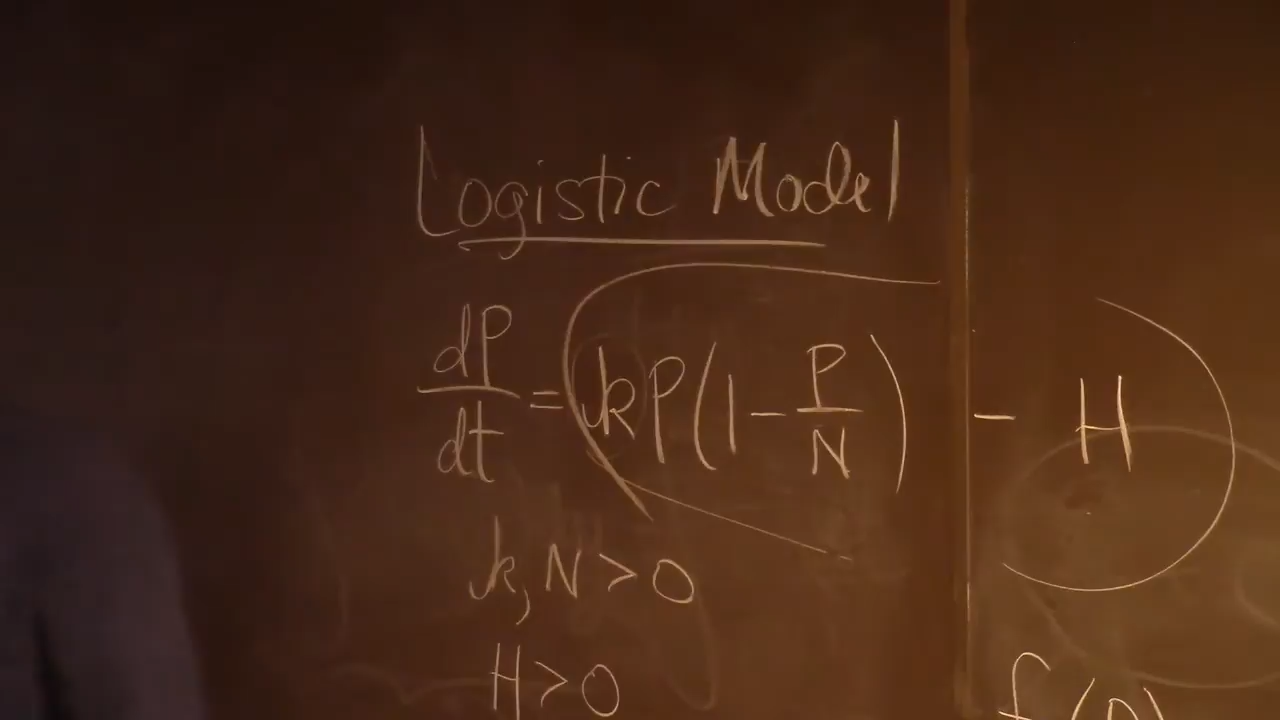 Logistic Model
dP/dt = kP(1 - P/N) - H
k, N > 0
H > 0
f(P)